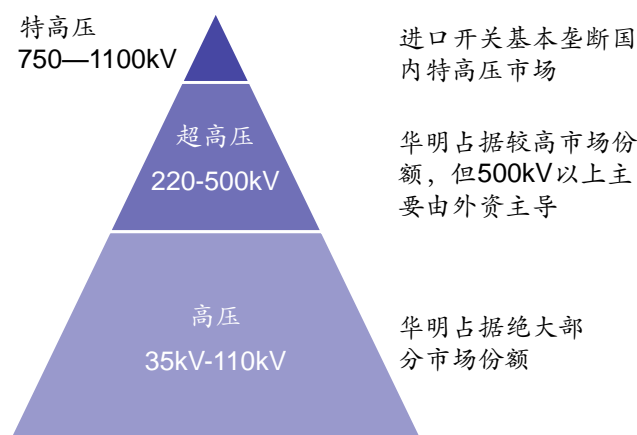 特高压
750—1100kV
进口开关基本垄断国
内特高压市场
超高压
220-500kV
华明占据较高市场份
额，但500kV以上主
要由外资主导
高压
35kV-110kV
华明占据绝大部
分市场份额